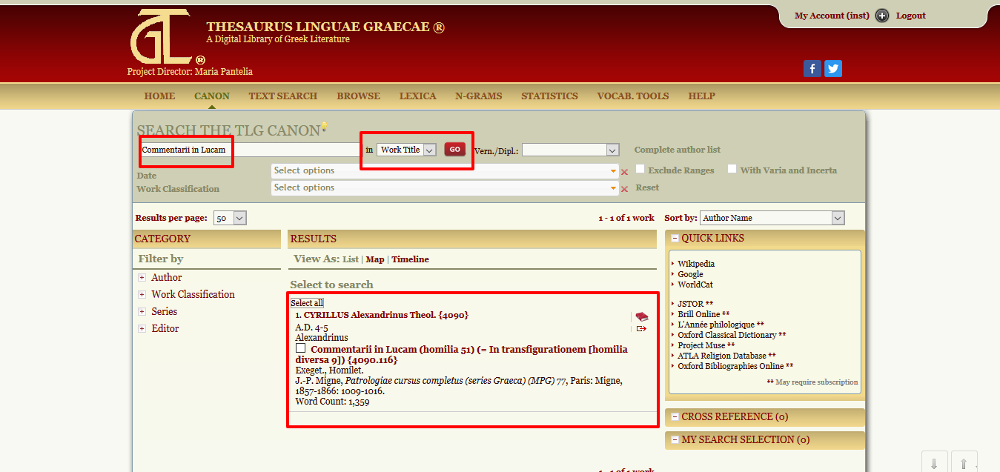 My Account (inst) Logout
THESAURUS LINGUAE GRAECAE ®
A Digital Library of Greek Literature
®
Project Director: Maria Pantelia
HOME CANON TEXT SEARCH BROWSE LEXICA N-GRAMS STATISTICS VOCAB. TOOLS HELP
SEARCH THE TLG CANON
Commentarii in Lucam in Work Title GO Vern./Dipl.: Complete author list
Date Select options Exclude Ranges With Varia and Incerta
Work Classification Select options Reset
Results per page: 50 1 - 1 of 1 work Sort by: Author Name
CATEGORY
Filter by
Author
Work Classification
Series
Editor
RESULTS
View As: List | Map | Timeline
Select to search
Select all
1. CYRILLUS Alexandrinus Theol. {4090}
A.D. 4-5
Alexandrinus
Commentarii in Lucam (homilia 51) (= In transfigurationem [homilia
diversa 9]) {4090.116}
Exeget., Homilet.
J.-P. Migne, Patrologiae cursus completus (series Graeca) (MPG) 77, Paris: Migne,
1857-1866: 1009-1016.
Word Count: 1,359
1 - 1 of 1 work
QUICK LINKS
Wikipedia
Google
WorldCat
JSTOR **
Brill Online **
L'Année philologique **
Oxford Classical Dictionary **
Project Muse **
ATLA Religion Database **
Oxford Bibliographies Online **
** May require subscription
CROSS REFERENCE (0)
MY SEARCH SELECTION (0)